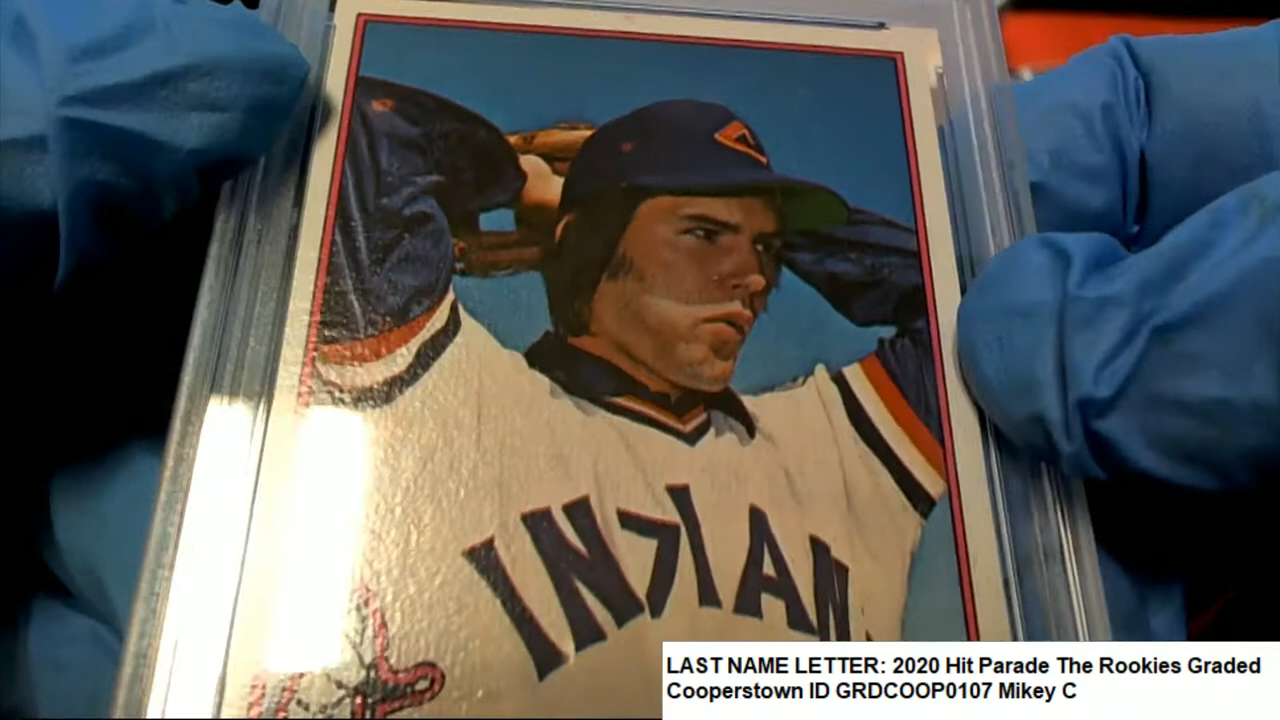 INDIAN
LAST NAME LETTER: 2020 Hit Parade The Rookies Graded
Cooperstown ID GRDCOOP0107 Mikey C